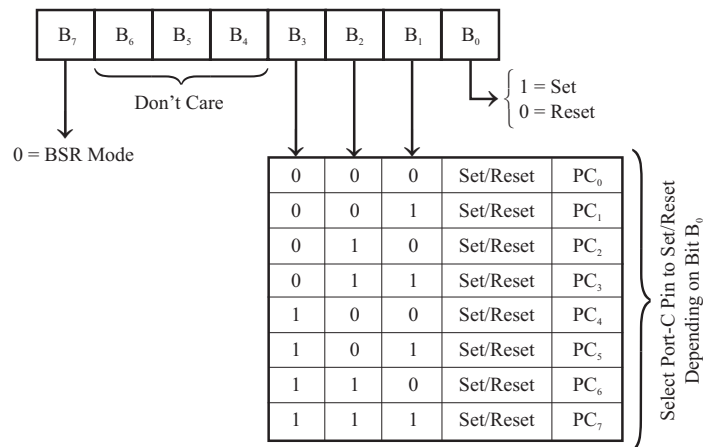 B₇ B₆ B₅ B₄ B₃ B₂ B₁ B₀
Don't Care
1 = Set
0 = Reset
0 = BSR Mode
0 0 0 Set/Reset PC₀
0 0 1 Set/Reset PC₁
0 1 0 Set/Reset PC₂
0 1 1 Set/Reset PC₃
1 0 0 Set/Reset PC₄
1 0 1 Set/Reset PC₅
1 1 0 Set/Reset PC₆
1 1 1 Set/Reset PC₇
Select Port-C Pin to Set/Reset
Depending on Bit B₀